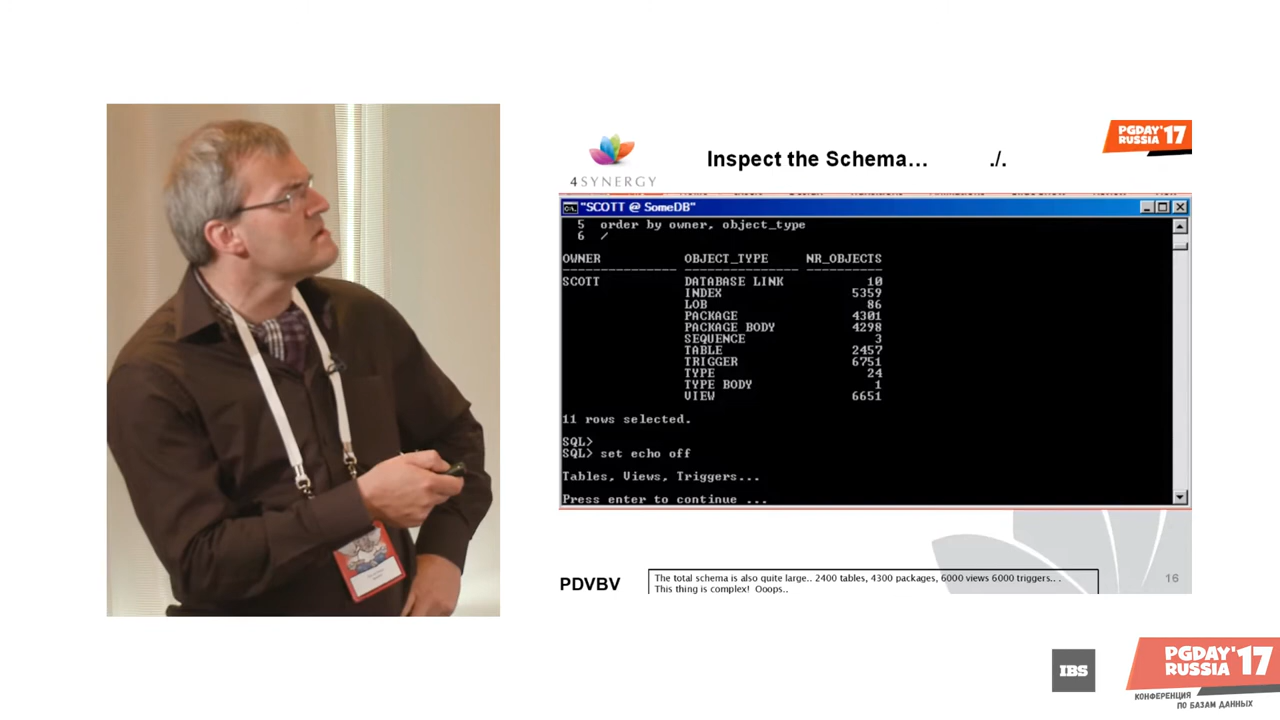 4SYNERGY
Inspect the Schema... ./.
PGDAY'17
RUSSIA
"SCOTT @ SomeDB"
5 order by owner, object_type
6 /
OWNER OBJECT_TYPE NR_OBJECTS
SCOTT DATABASE LINK 10
INDEX 5359
LOB 86
PACKAGE 4301
PACKAGE BODY 4298
SEQUENCE 3
TABLE 2457
TRIGGER 6751
TYPE 24
TYPE BODY 1
VIEW 6651
11 rows selected.
SQL>
SQL> set echo off
Tables, Views, Triggers...
Press enter to continue ...
PDVBV
The total schema is also quite large.. 2400 tables, 4300 packages, 6000 views 6000 triggers.. .
This thing is complex! Ooops..
16
IBS
PGDAY'17
RUSSIA
КОНФЕРЕНЦИЯ
ПО БАЗАМ ДАННЫХ